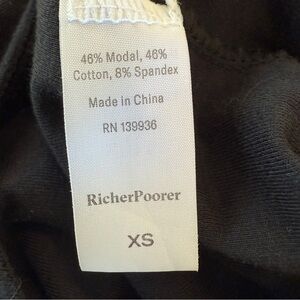 46% Modal, 46%
Cotton, 8% Spandex
Made in China
RN 139936
RicherPoorer
XS